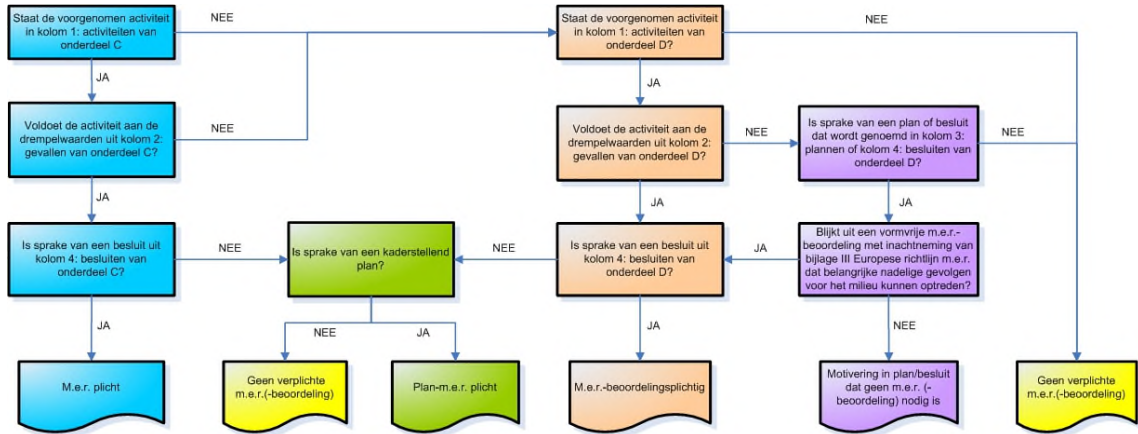 Staat de voorgenomen activiteit
in kolom 1: activiteiten van
onderdeel C
NEE
Staat de voorgenomen activiteit
in kolom 1: activiteiten van
onderdeel D?
NEE
JA
JA
Voldoet de activiteit aan de
drempelwaarden uit kolom 2:
gevallen van onderdeel C?
NEE
Voldoet de activiteit aan de
drempelwaarden uit kolom 2:
gevallen van onderdeel D?
NEE
Is sprake van een plan of besluit
dat wordt genoemd in kolom 3:
plannen of kolom 4: besluiten van
onderdeel D?
NEE
JA
JA
JA
Is sprake van een besluit uit
kolom 4: besluiten van
onderdeel C?
NEE
Is sprake van een kaderstellend
plan?
NEE
Is sprake van een besluit uit
kolom 4: besluiten van
onderdeel D?
JA
Blijkt uit een vormvrije m.e.r.-
beoordeling met inachtneming van
bijlage III Europese richtlijn m.e.r.
dat belangrijke nadelige gevolgen
voor het milieu kunnen optreden?
JA
NEE
JA
JA
NEE
M.e.r. plicht
Geen verplichte
m.e.r.(-beoordeling)
Plan-m.e.r. plicht
M.e.r.-beoordelingsplichtig
Motivering in plan/besluit
dat geen m.e.r. (-
beoordeling) nodig is
Geen verplichte
m.e.r.(-beoordeling)